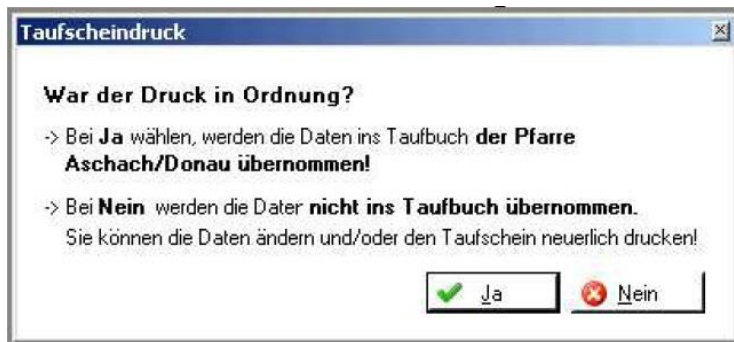 Taufscheindruck
War der Druck in Ordnung?
-> Bei Ja wählen, werden die Daten ins Taufbuch der Pfarre
Aschach/Donau übernommen!
-> Bei Nein werden die Dater nicht ins Taufbuch übernommen.
Sie können die Daten ändern und/oder den Taufschein neuerlich drucken!
Ja Nein